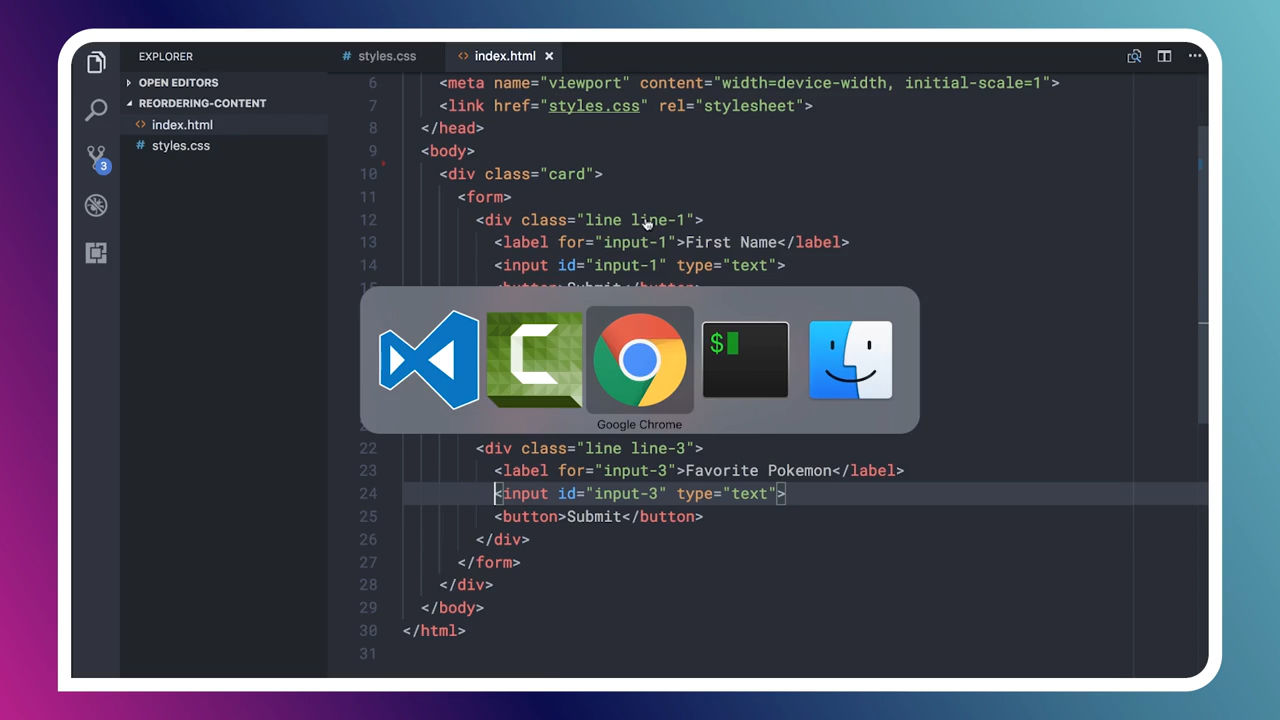 EXPLORER
OPEN EDITORS
REORDERING-CONTENT
<> index.html
# styles.css
3
# styles.css
<> index.html ×
6 <meta name="viewport" content="width=device-width, initial-scale=1">
7 <link href="styles.css" rel="stylesheet">
8 </head>
9 <body>
10 <div class="card">
11 <form>
12 <div class="line line-1">
13 <label for="input-1">First Name</label>
14 <input id="input-1" type="text">
<button>Submit</button>
$
Google Chrome
22 <div class="line line-3">
23 <label for="input-3">Favorite Pokemon</label>
24 <input id="input-3" type="text">
25 <button>Submit</button>
26 </div>
27 </form>
28 </div>
29 </body>
30 </html>
31